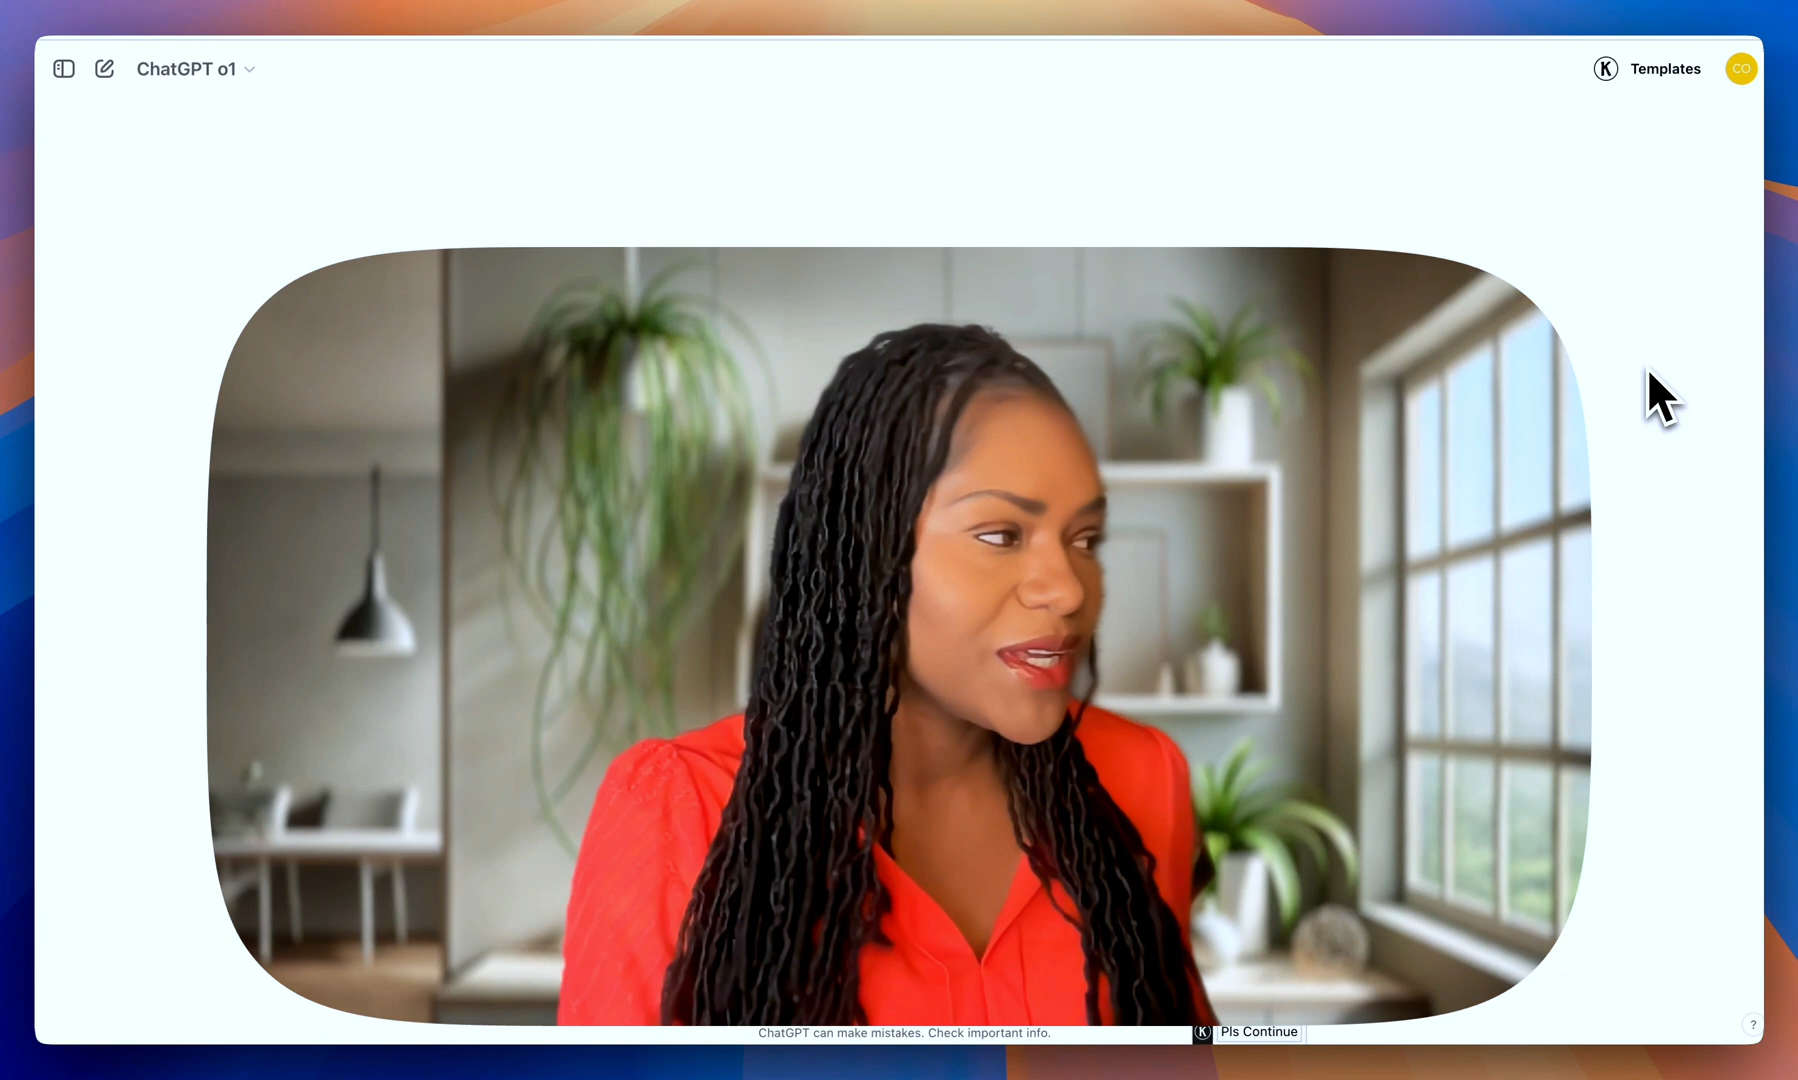 ChatGPT o1
K Templates
CO
ChatGPT can make mistakes. Check important info.
K Pls Continue
?